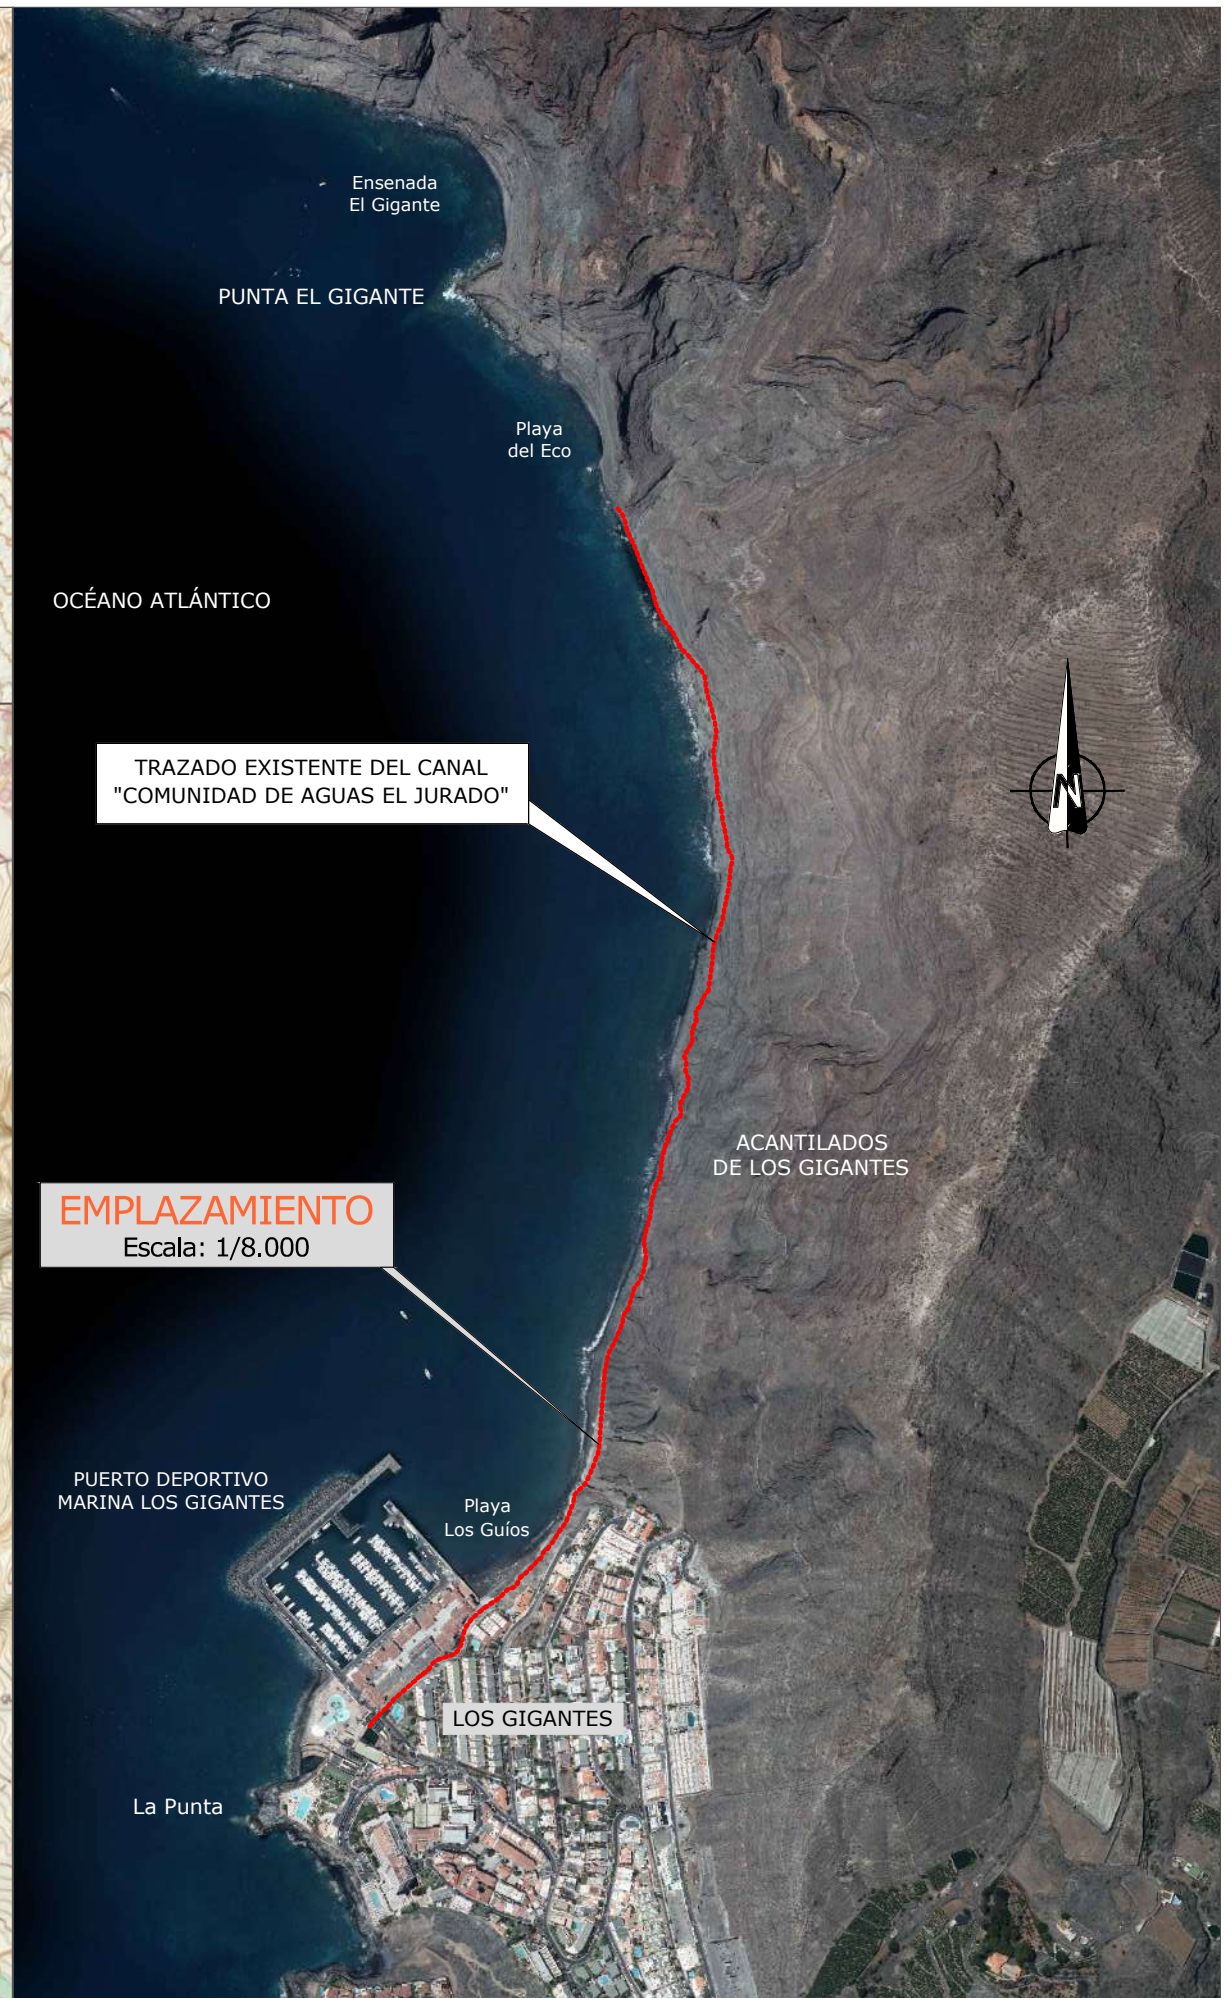 Ensenada
El Gigante
PUNTA EL GIGANTE
Playa
del Eco
OCÉANO ATLÁNTICO
TRAZADO EXISTENTE DEL CANAL
"COMUNIDAD DE AGUAS EL JURADO"
N
ACANTILADOS
DE LOS GIGANTES
EMPLAZAMIENTO
Escala: 1/8.000
PUERTO DEPORTIVO
MARINA LOS GIGANTES
Playa
Los Guíos
LOS GIGANTES
La Punta